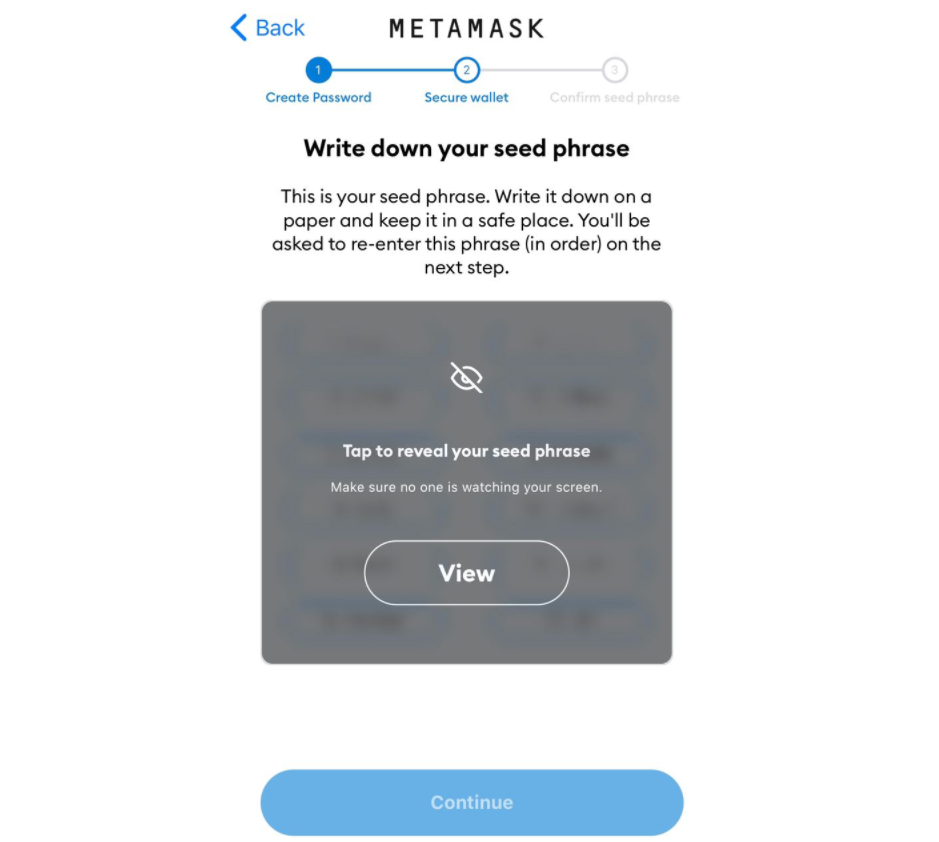 Back
METAMASK
1
2
3
Create Password
Secure wallet
Confirm seed phrase
Write down your seed phrase
This is your seed phrase. Write it down on a
paper and keep it in a safe place. You'll be
asked to re-enter this phrase (in order) on the
next step.
Tap to reveal your seed phrase
Make sure no one is watching your screen.
View
Continue